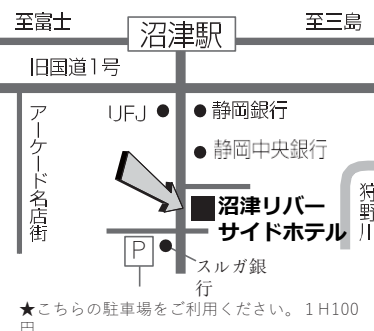 至富士
沼津駅
至三島
旧国道1号
アーケード名店街
UFJ
静岡銀行
静岡中央銀行
狩野川
沼津リバー
サイドホテル
P
スルガ銀
行
★こちらの駐車場をご利用ください。1H100
円